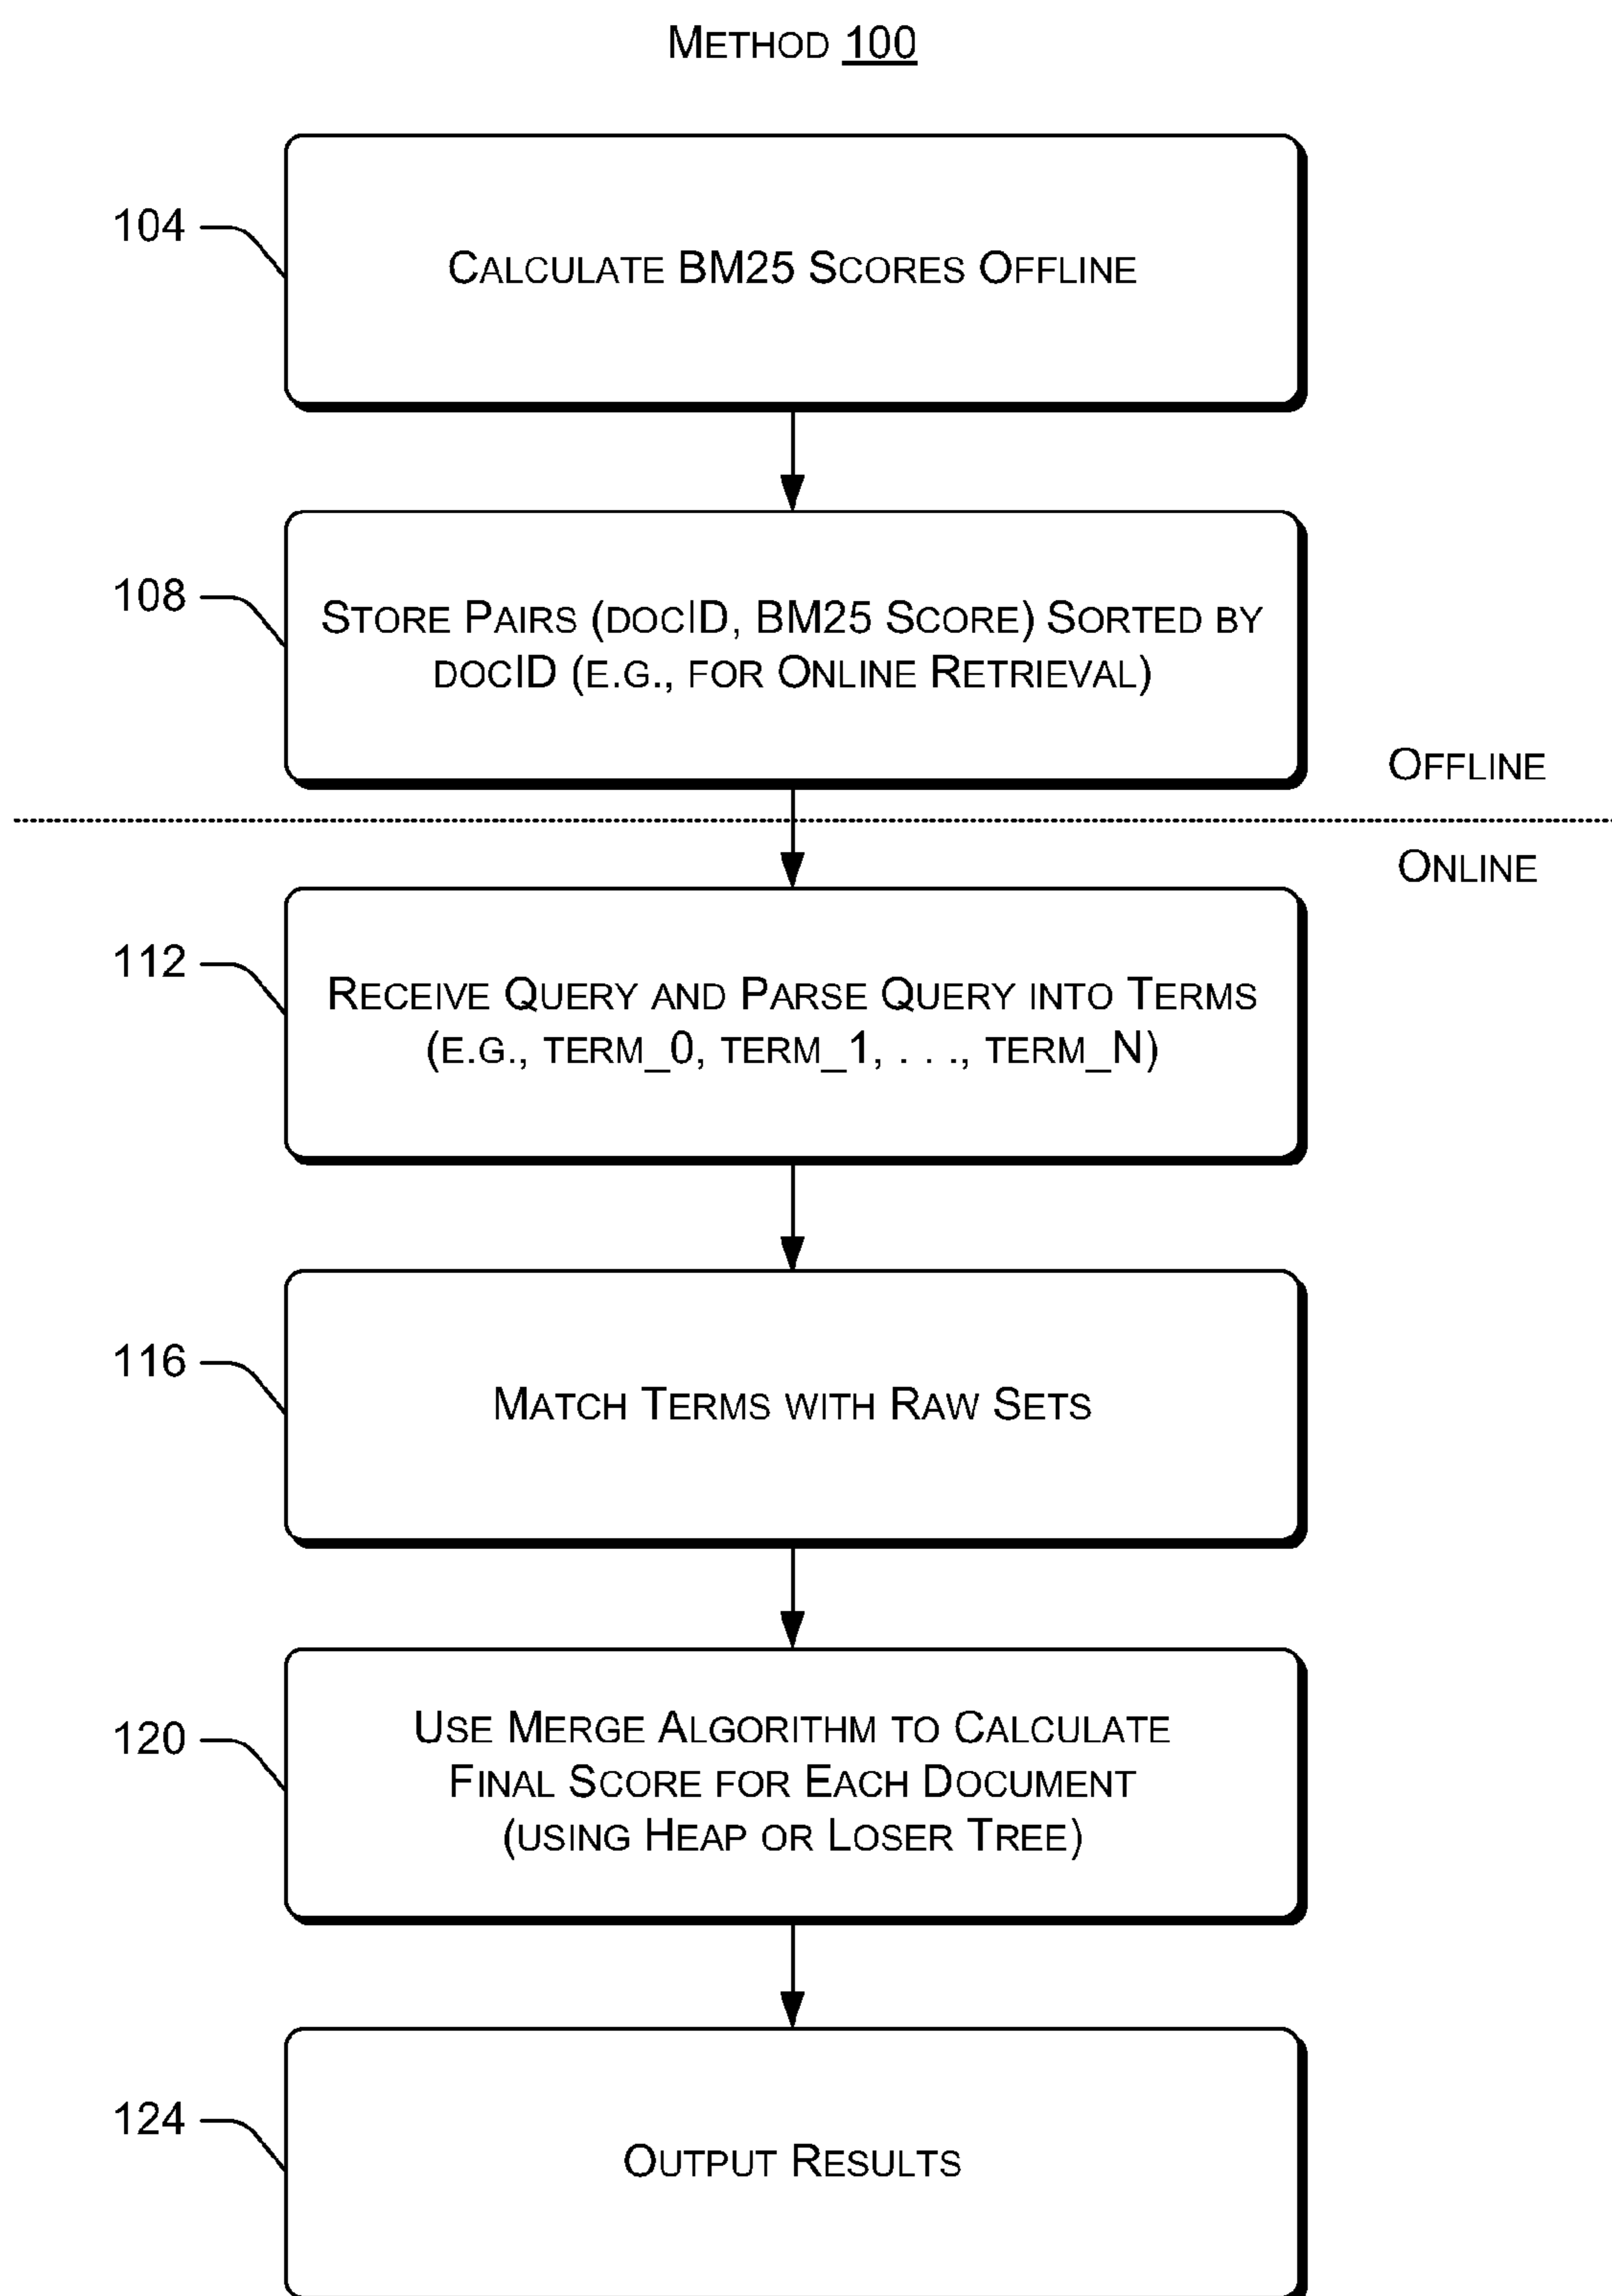 METHOD 100
104
CALCULATE BM25 SCORES OFFLINE
108
STORE PAIRS (DOCID, BM25 SCORE) SORTED BY
DOCID (E.G., FOR ONLINE RETRIEVAL)
OFFLINE
ONLINE
112
RECEIVE QUERY AND PARSE QUERY INTO TERMS
(E.G., TERM_0, TERM_1, . . ., TERM_N)
116
MATCH TERMS WITH RAW SETS
120
USE MERGE ALGORITHM TO CALCULATE
FINAL SCORE FOR EACH DOCUMENT
(USING HEAP OR LOSER TREE)
124
OUTPUT RESULTS